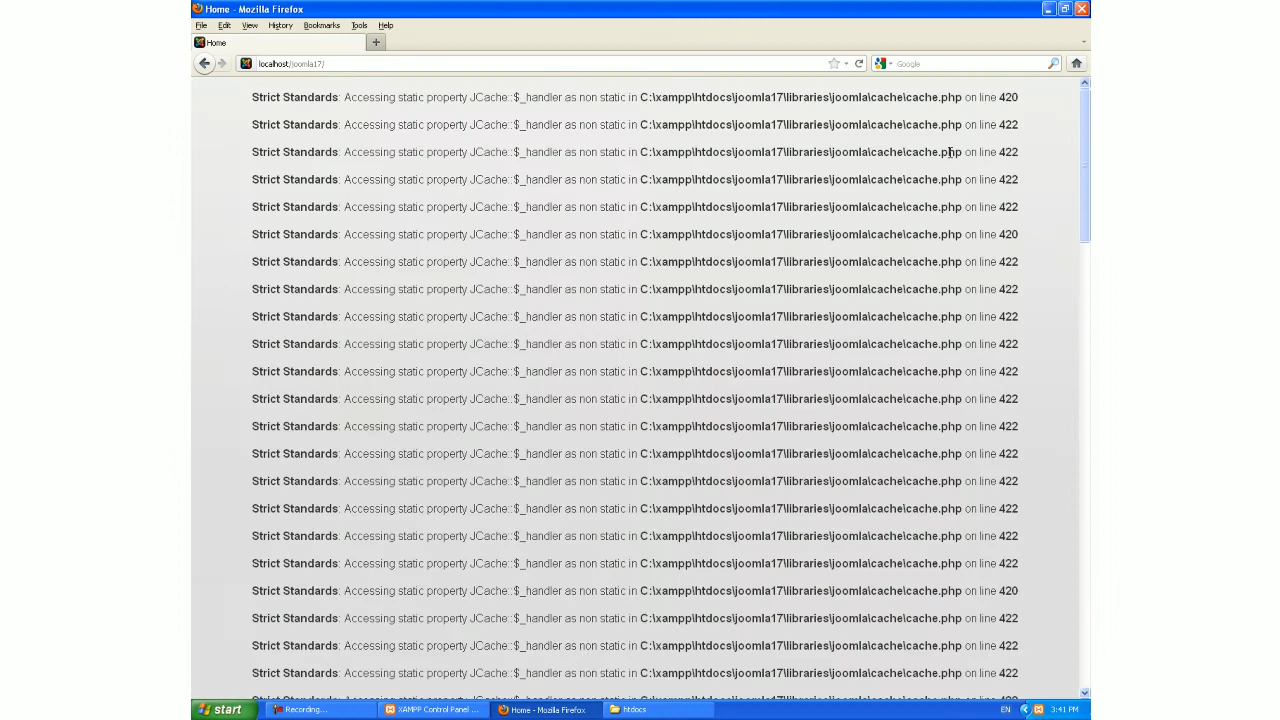 Home - Mozilla Firefox
File Edit View History Bookmarks Tools Help
Home
localhost/joomla17/
Google
Strict Standards: Accessing static property JCache::$_handler as non static in C:\xampp\htdocs\joomla17\libraries\joomla\cache\cache.php on line 420
Strict Standards: Accessing static property JCache::$_handler as non static in C:\xampp\htdocs\joomla17\libraries\joomla\cache\cache.php on line 422
Strict Standards: Accessing static property JCache::$_handler as non static in C:\xampp\htdocs\joomla17\libraries\joomla\cache\cache.php on line 422
Strict Standards: Accessing static property JCache::$_handler as non static in C:\xampp\htdocs\joomla17\libraries\joomla\cache\cache.php on line 422
Strict Standards: Accessing static property JCache::$_handler as non static in C:\xampp\htdocs\joomla17\libraries\joomla\cache\cache.php on line 422
Strict Standards: Accessing static property JCache::$_handler as non static in C:\xampp\htdocs\joomla17\libraries\joomla\cache\cache.php on line 420
Strict Standards: Accessing static property JCache::$_handler as non static in C:\xampp\htdocs\joomla17\libraries\joomla\cache\cache.php on line 422
Strict Standards: Accessing static property JCache::$_handler as non static in C:\xampp\htdocs\joomla17\libraries\joomla\cache\cache.php on line 422
Strict Standards: Accessing static property JCache::$_handler as non static in C:\xampp\htdocs\joomla17\libraries\joomla\cache\cache.php on line 422
Strict Standards: Accessing static property JCache::$_handler as non static in C:\xampp\htdocs\joomla17\libraries\joomla\cache\cache.php on line 422
Strict Standards: Accessing static property JCache::$_handler as non static in C:\xampp\htdocs\joomla17\libraries\joomla\cache\cache.php on line 422
Strict Standards: Accessing static property JCache::$_handler as non static in C:\xampp\htdocs\joomla17\libraries\joomla\cache\cache.php on line 422
Strict Standards: Accessing static property JCache::$_handler as non static in C:\xampp\htdocs\joomla17\libraries\joomla\cache\cache.php on line 422
Strict Standards: Accessing static property JCache::$_handler as non static in C:\xampp\htdocs\joomla17\libraries\joomla\cache\cache.php on line 422
Strict Standards: Accessing static property JCache::$_handler as non static in C:\xampp\htdocs\joomla17\libraries\joomla\cache\cache.php on line 422
Strict Standards: Accessing static property JCache::$_handler as non static in C:\xampp\htdocs\joomla17\libraries\joomla\cache\cache.php on line 422
Strict Standards: Accessing static property JCache::$_handler as non static in C:\xampp\htdocs\joomla17\libraries\joomla\cache\cache.php on line 422
Strict Standards: Accessing static property JCache::$_handler as non static in C:\xampp\htdocs\joomla17\libraries\joomla\cache\cache.php on line 422
Strict Standards: Accessing static property JCache::$_handler as non static in C:\xampp\htdocs\joomla17\libraries\joomla\cache\cache.php on line 420
Strict Standards: Accessing static property JCache::$_handler as non static in C:\xampp\htdocs\joomla17\libraries\joomla\cache\cache.php on line 422
Strict Standards: Accessing static property JCache::$_handler as non static in C:\xampp\htdocs\joomla17\libraries\joomla\cache\cache.php on line 422
Strict Standards: Accessing static property JCache::$_handler as non static in C:\xampp\htdocs\joomla17\libraries\joomla\cache\cache.php on line 422
start Recording... XAMPP Control Panel ... Home - Mozilla Firefox htdocs EN 3:41 PM